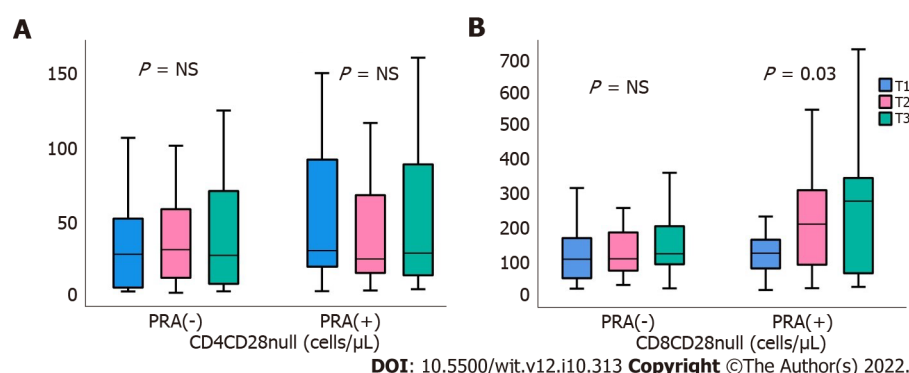 A
150
100
50
0
P = NS
P = NS
PRA(-)
PRA(+)
CD4CD28null (cells/µL)
B
700
600
500
400
300
200
100
0
P = NS
P = 0.03
T1
T2
T3
PRA(-)
PRA(+)
CD8CD28null (cells/µL)
DOI: 10.5500/wjt.v12.i10.313 Copyright ©The Author(s) 2022.